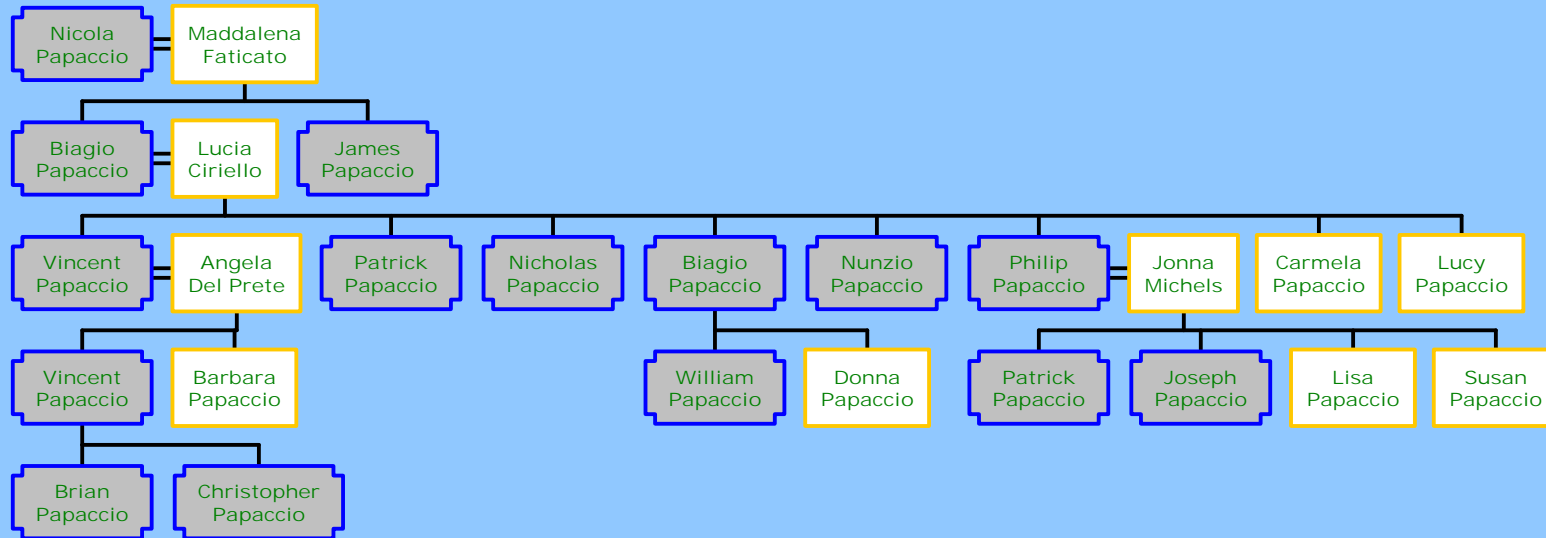 Nicola
Papaccio
Maddalena
Faticato
Biagio
Papaccio
Lucia
Ciriello
James
Papaccio
Vincent
Papaccio
Angela
Del Prete
Patrick
Papaccio
Nicholas
Papaccio
Biagio
Papaccio
Nunzio
Papaccio
Philip
Papaccio
Jonna
Michels
Carmela
Papaccio
Lucy
Papaccio
Vincent
Papaccio
Barbara
Papaccio
William
Papaccio
Donna
Papaccio
Patrick
Papaccio
Joseph
Papaccio
Lisa
Papaccio
Susan
Papaccio
Brian
Papaccio
Christopher
Papaccio